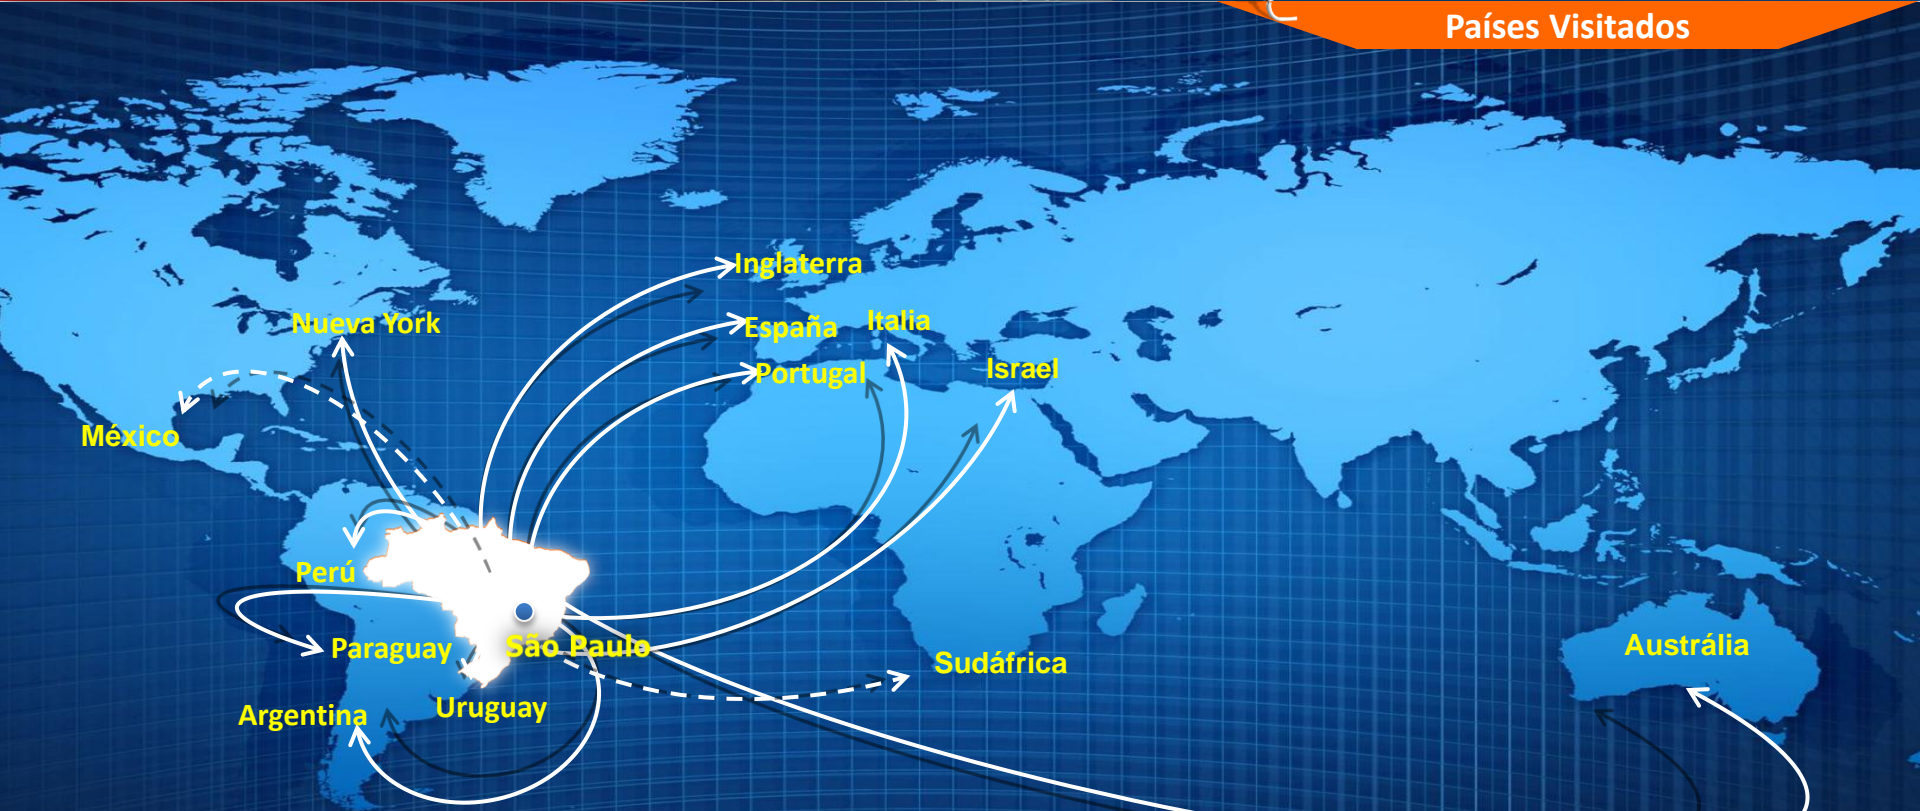 Países Visitados
Inglaterra
Nueva York
España
Italia
Portugal
Israel
México
Perú
Paraguay
São Paulo
Austrália
Sudáfrica
Argentina
Uruguay